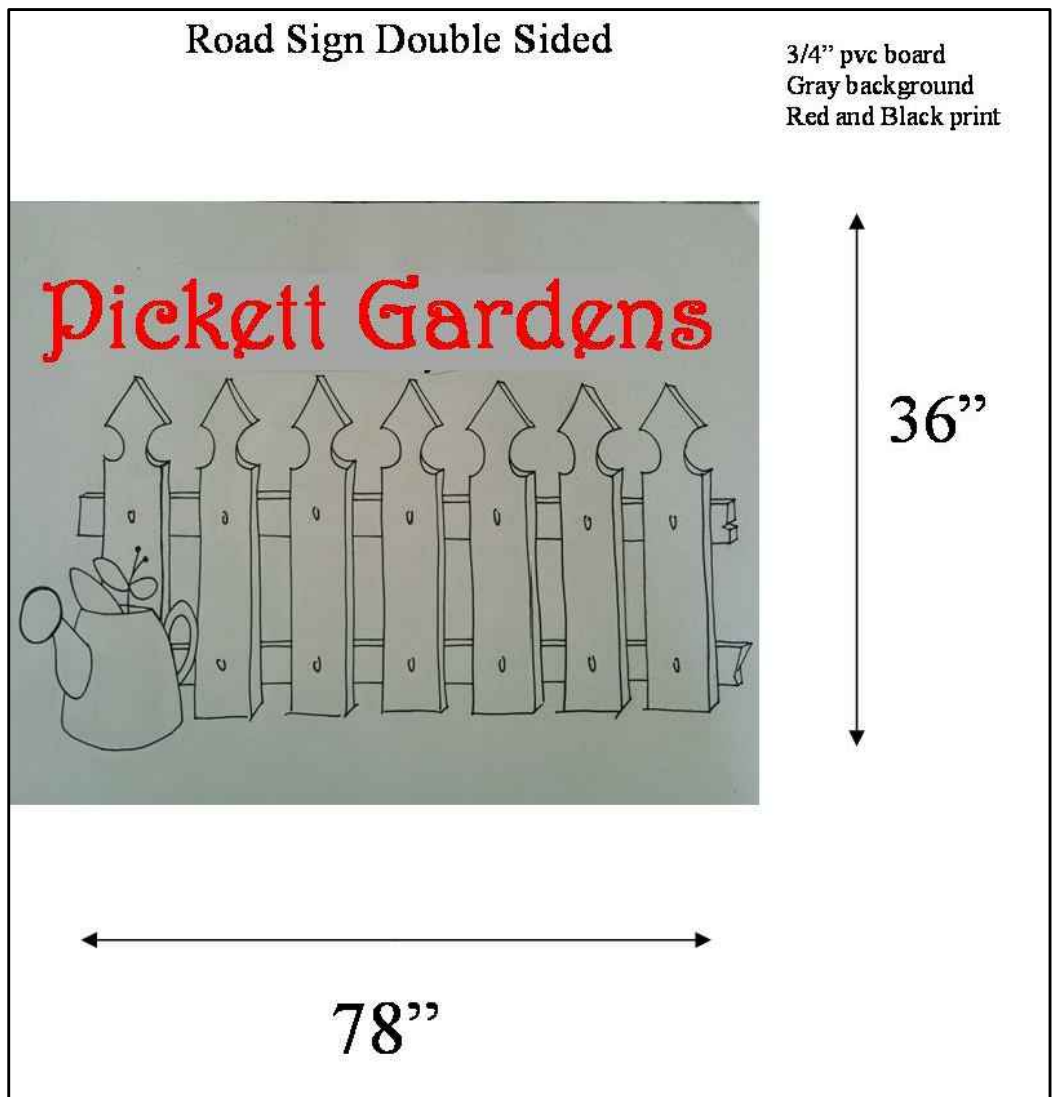 Road Sign Double Sided
3/4” pvc board
Gray background
Red and Black print
Pickett Gardens
36”
78”